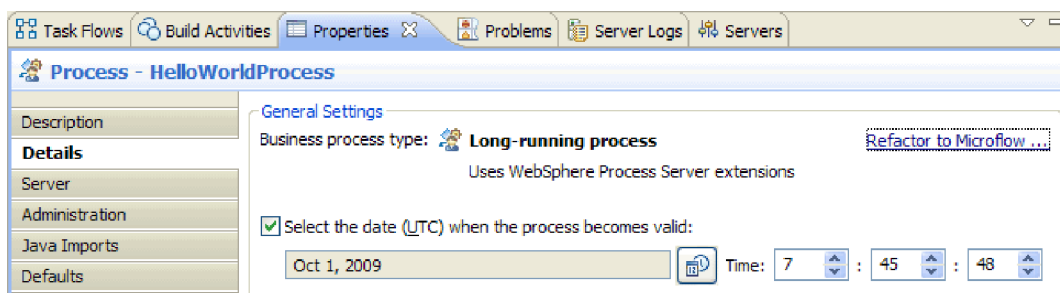 Task Flows Build Activities Properties Problems Server Logs Servers
Process - HelloWorldProcess
Description
Details
Server
Administration
Java Imports
Defaults
General Settings
Business process type: Long-running process Refactor to Microflow ...
Uses WebSphere Process Server extensions
Select the date (UTC) when the process becomes valid:
Oct 1, 2009 Time: 7 : 45 : 48